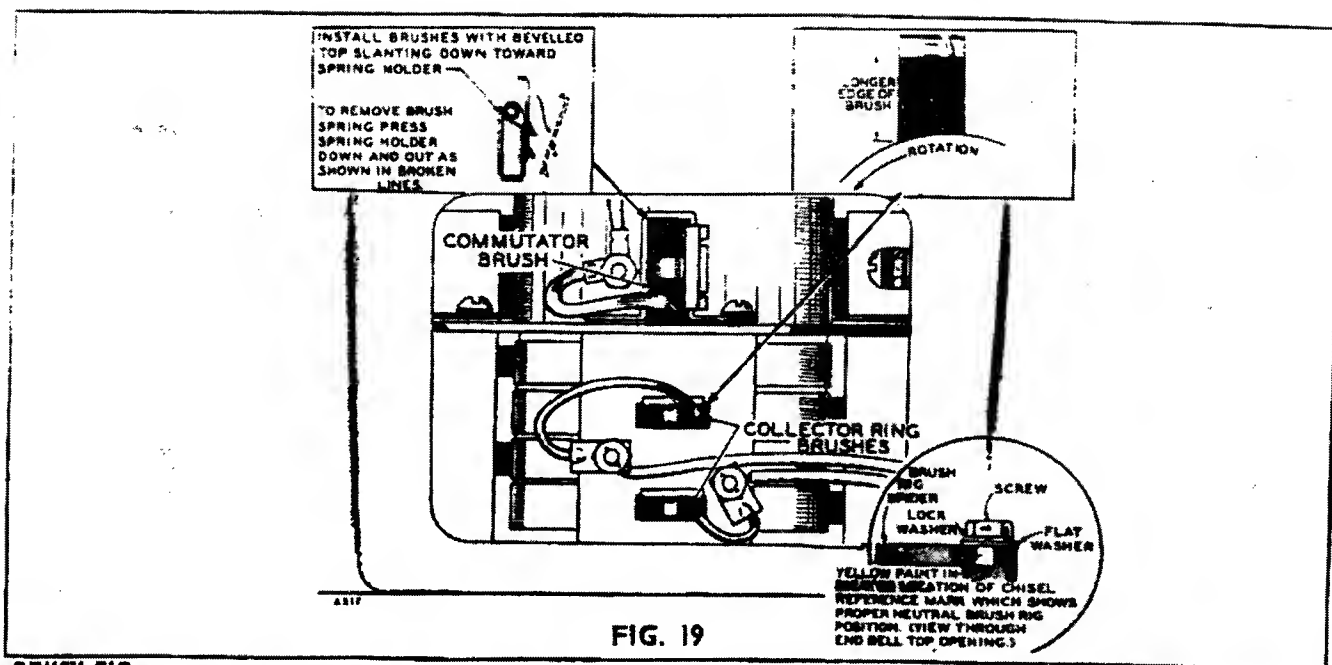 INSTALL BRUSHES WITH BEVELLED
TOP SLANTING DOWN TOWARD
SPRING HOLDER
TO REMOVE BRUSH
SPRING PRESS
SPRING HOLDER
DOWN AND OUT AS
SHOWN IN BROKEN
LINES
LONGER
EDGE OF
BRUSH
ROTATION
COMMUTATOR
BRUSH
COLLECTOR RING
BRUSHES
BRUSH
RIG
SPIDER
SCREW
LOCK
WASHER
FLAT
WASHER
YELLOW PAINT IN-
LOCATION OF CHISEL
REFERENCE MARK WHICH SHOWS
PROPER NEUTRAL BRUSH RIG
POSITION. (VIEW THROUGH
END BELL TOP OPENING.)
FIG. 19